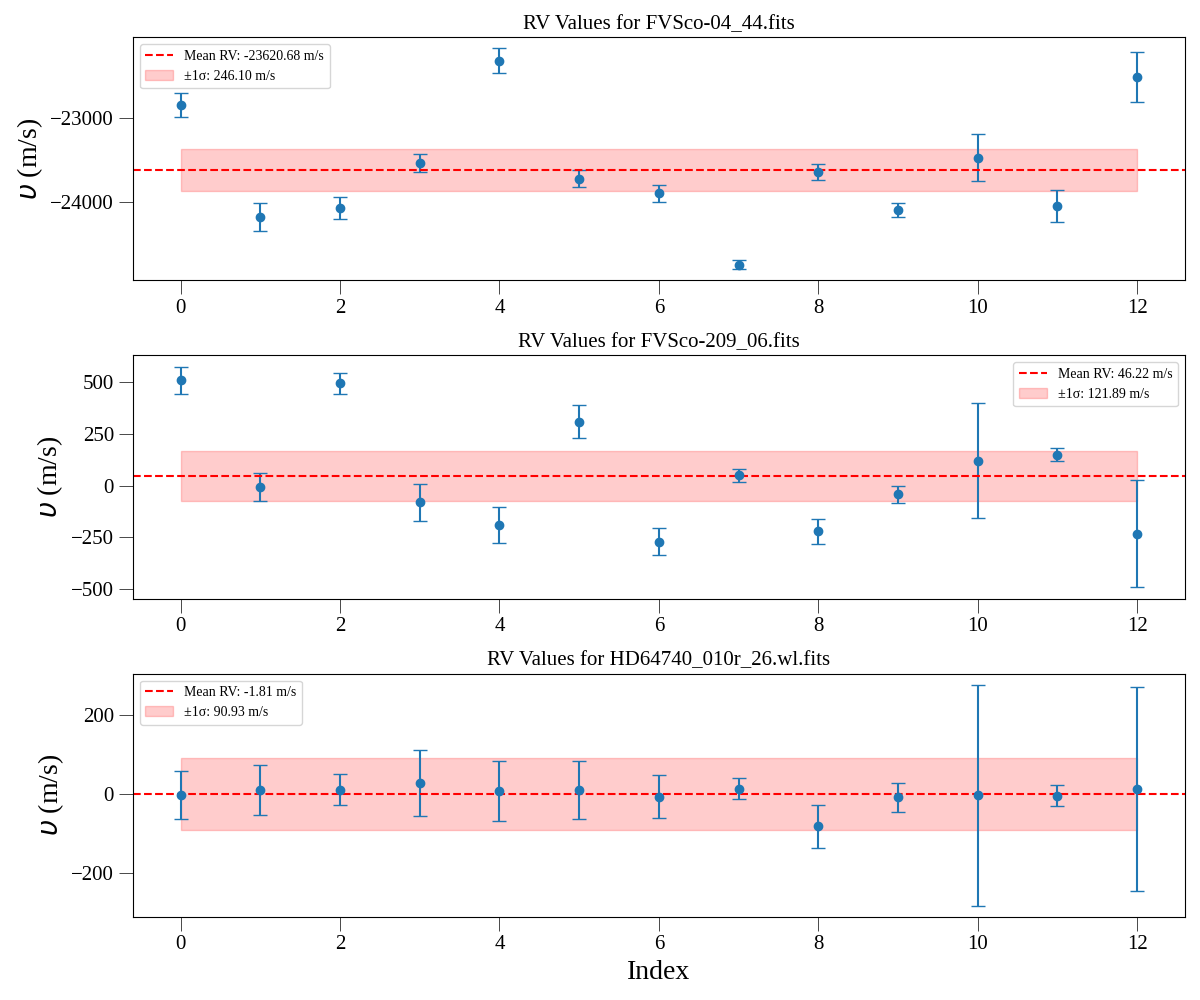 RV Values for FVSco-04_44.fits
Mean RV: -23620.68 m/s
±1σ: 246.10 m/s
−23000
−24000
υ (m/s)
0 2 4 6 8 10 12
RV Values for FVSco-209_06.fits
Mean RV: 46.22 m/s
±1σ: 121.89 m/s
500
250
0
−250
−500
υ (m/s)
0 2 4 6 8 10 12
RV Values for HD64740_010r_26.wl.fits
Mean RV: -1.81 m/s
±1σ: 90.93 m/s
200
0
−200
υ (m/s)
0 2 4 6 8 10 12
Index